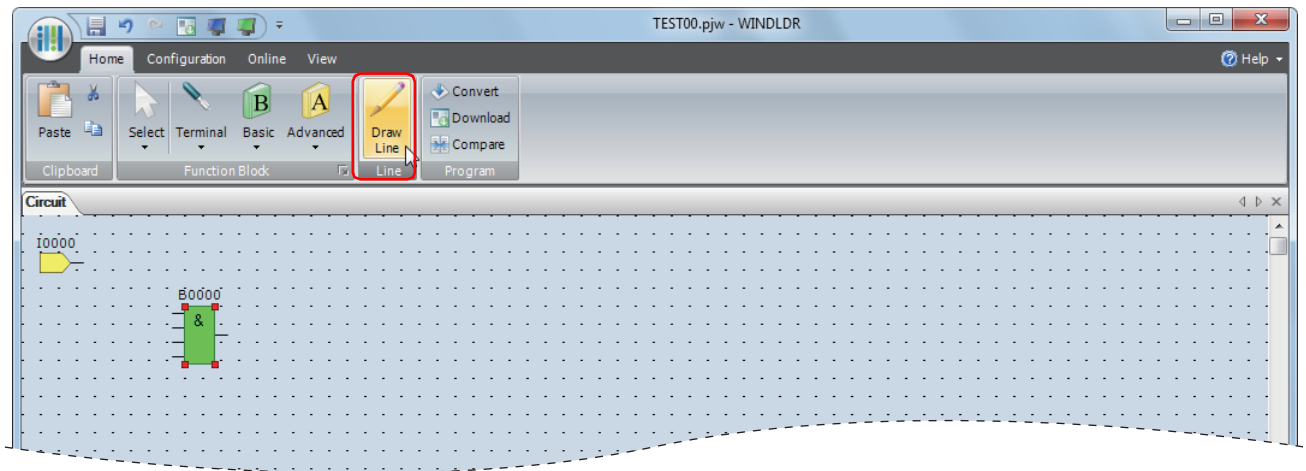 TEST00.pjw - WINDLDR
Home Configuration Online View Help
Paste Select Terminal Basic Advanced Draw Line Convert
Download
Compare
B A
Clipboard Function Block Line Program
Circuit
I0000
B0000
&